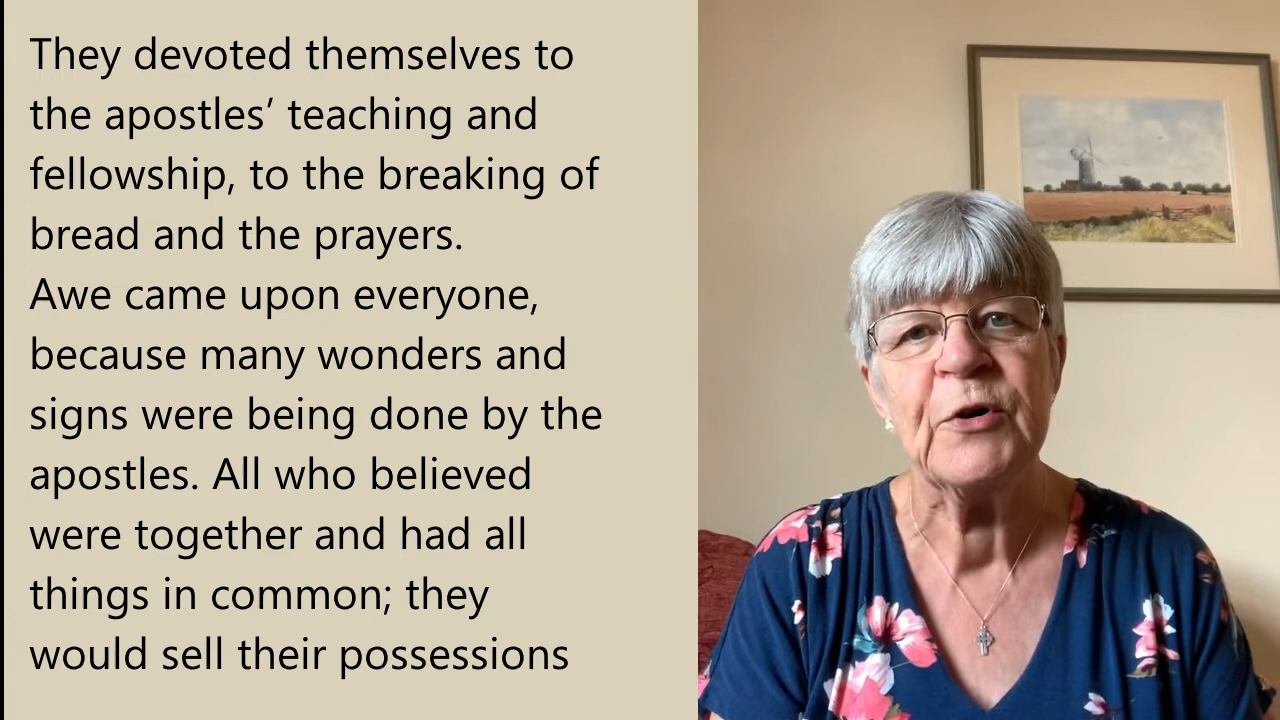 They devoted themselves to
the apostles’ teaching and
fellowship, to the breaking of
bread and the prayers.
Awe came upon everyone,
because many wonders and
signs were being done by the
apostles. All who believed
were together and had all
things in common; they
would sell their possessions